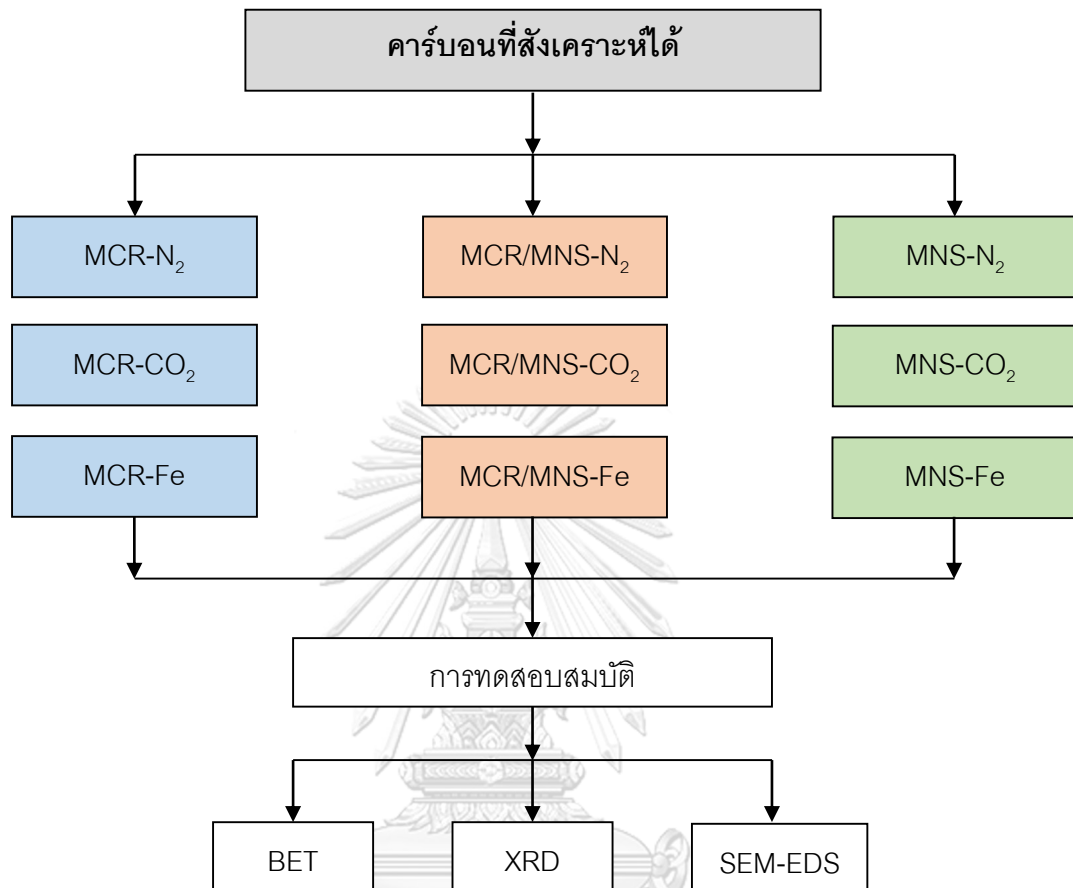 คาร์บอนที่สังเคราะห์ได้
MCR-N₂ MCR/MNS-N₂ MNS-N₂
MCR-CO₂ MCR/MNS-CO₂ MNS-CO₂
MCR-Fe MCR/MNS-Fe MNS-Fe
การทดสอบสมบัติ
BET XRD SEM-EDS